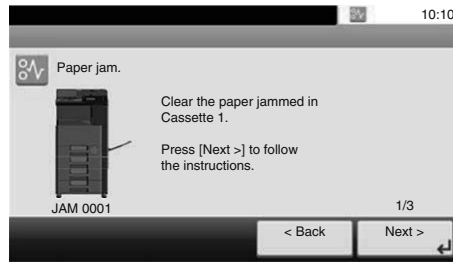 10:10
Paper jam.
Clear the paper jammed in
Cassette 1.
Press [Next >] to follow
the instructions.
JAM 0001
1/3
< Back
Next >